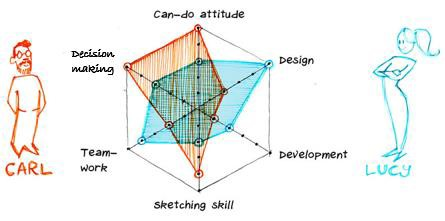 Can-do attitude
Decision
making
Design
Team-
work
Development
CARL
LUCY
Sketching skill